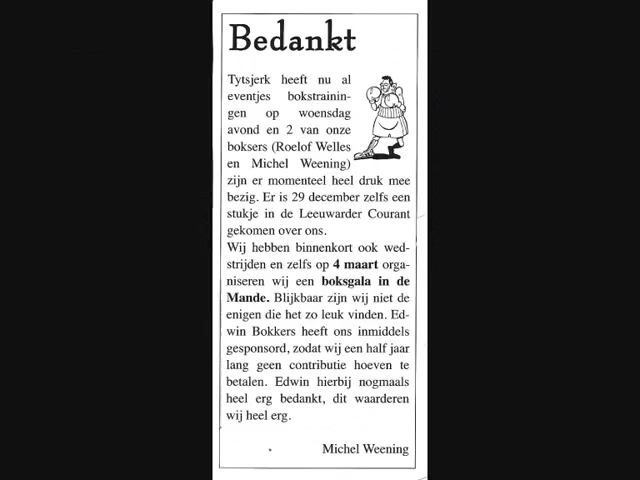 Bedankt
Tytsjerk heeft nu al
eventjes bokstrainin-
gen op woensdag
avond en 2 van onze
boksers (Roelof Welles
en Michel Weening)
zijn er momenteel heel druk mee
bezig. Er is 29 december zelfs een
stukje in de Leeuwarder Courant
gekomen over ons.
Wij hebben binnenkort ook wed-
strijden en zelfs op 4 maart orga-
niseren wij een boksgala in de
Mande. Blijkbaar zijn wij niet de
enigen die het zo leuk vinden. Ed-
win Bokkers heeft ons inmiddels
gesponsord, zodat wij een half jaar
lang geen contributie hoeven te
betalen. Edwin hierbij nogmaals
heel erg bedankt, dit waarderen
wij heel erg.
Michel Weening